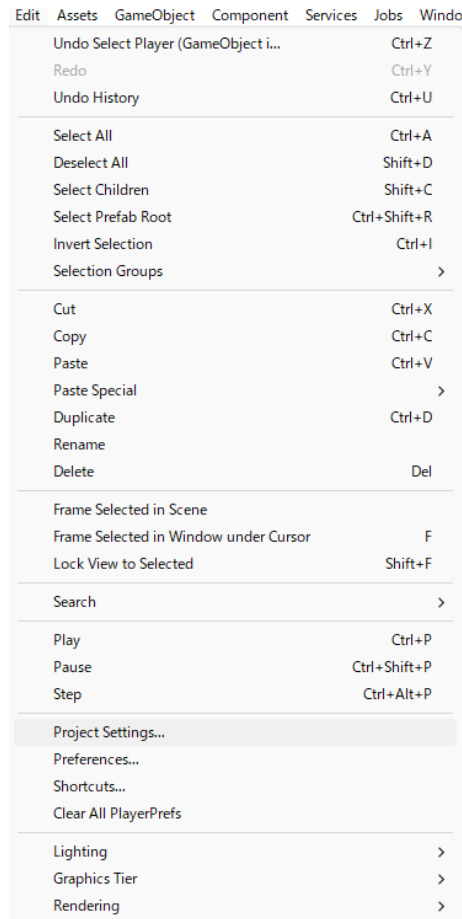 Edit Assets GameObject Component Services Jobs Windo
Undo Select Player (GameObject i... Ctrl+Z
Redo Ctrl+Y
Undo History Ctrl+U
Select All Ctrl+A
Deselect All Shift+D
Select Children Shift+C
Select Prefab Root Ctrl+Shift+R
Invert Selection Ctrl+I
Selection Groups
Cut Ctrl+X
Copy Ctrl+C
Paste Ctrl+V
Paste Special
Duplicate Ctrl+D
Rename
Delete Del
Frame Selected in Scene
Frame Selected in Window under Cursor F
Lock View to Selected Shift+F
Search
Play Ctrl+P
Pause Ctrl+Shift+P
Step Ctrl+Alt+P
Project Settings...
Preferences...
Shortcuts...
Clear All PlayerPrefs
Lighting
Graphics Tier
Rendering